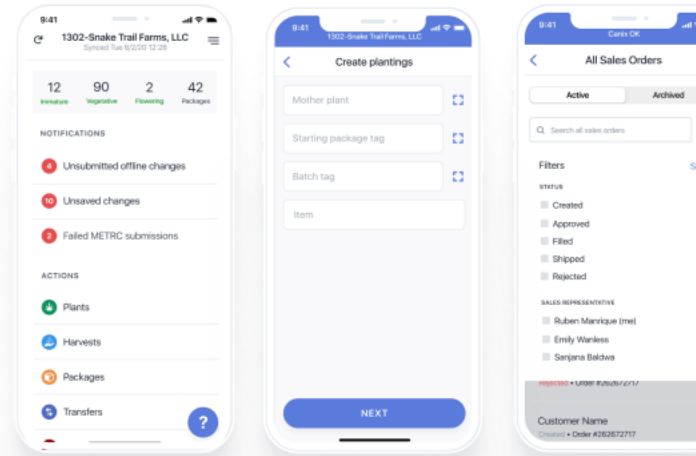 9:41
1302-Snake Trail Farms, LLC
Synced Tue 6/2/20 12:28
12 90 2 42
Immature Vegetative Flowering Packages
NOTIFICATIONS
4 Unsubmitted offline changes
10 Unsaved changes
2 Failed METRC submissions
ACTIONS
Plants
Harvests
Packages
Transfers
?
9:41
1302-Snake Trail Farms, LLC
Create plantings
Mother plant
Starting package tag
Batch tag
Item
NEXT
9:41
Canix OK
All Sales Orders
Active Archived
Search all sales orders
Filters
STATUS
Created
Approved
Filled
Shipped
Rejected
SALES REPRESENTATIVE
Ruben Manrique (me)
Emily Wanless
Sanjana Baldwa
Rejected • Order #262672717
Customer Name
Created • Order #262672717